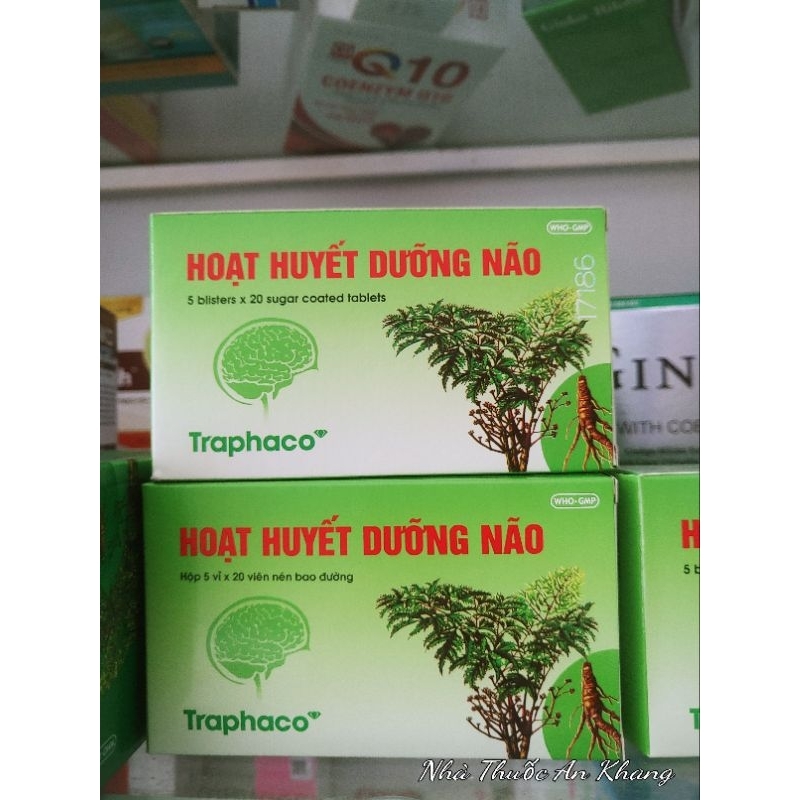 Q10
COENZYM Q10
WHO-GMP
HOẠT HUYẾT DƯỠNG NÃO
5 blisters x 20 sugar coated tablets
17186
Traphaco
GIN
WITH COE
WHO-GMP
HOẠT HUYẾT DƯỠNG NÃO
Hộp 5 vỉ x 20 viên nén bao đường
Traphaco
H
5 b
T
Nhà Thuốc An Khang